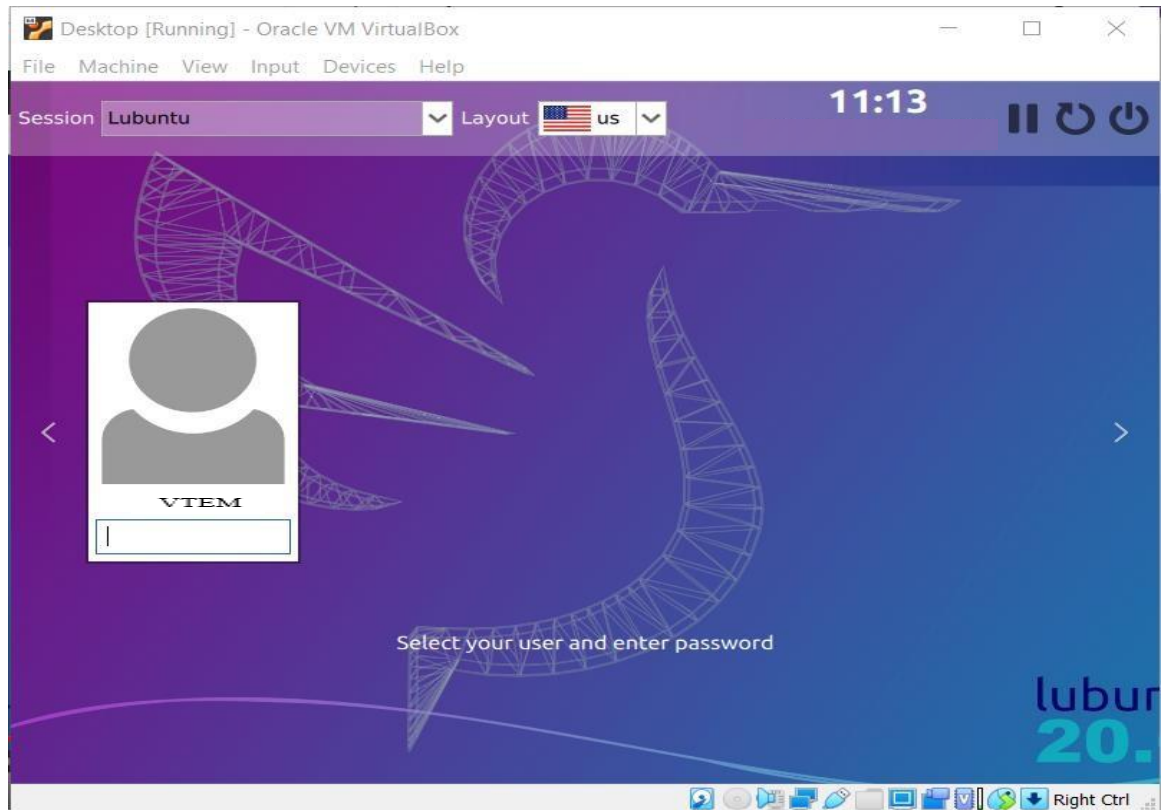 Desktop [Running] - Oracle VM VirtualBox
File Machine View Input Devices Help
Session Lubuntu Layout us 11:13
VTEM
Select your user and enter password
lubun
20.
Right Ctrl